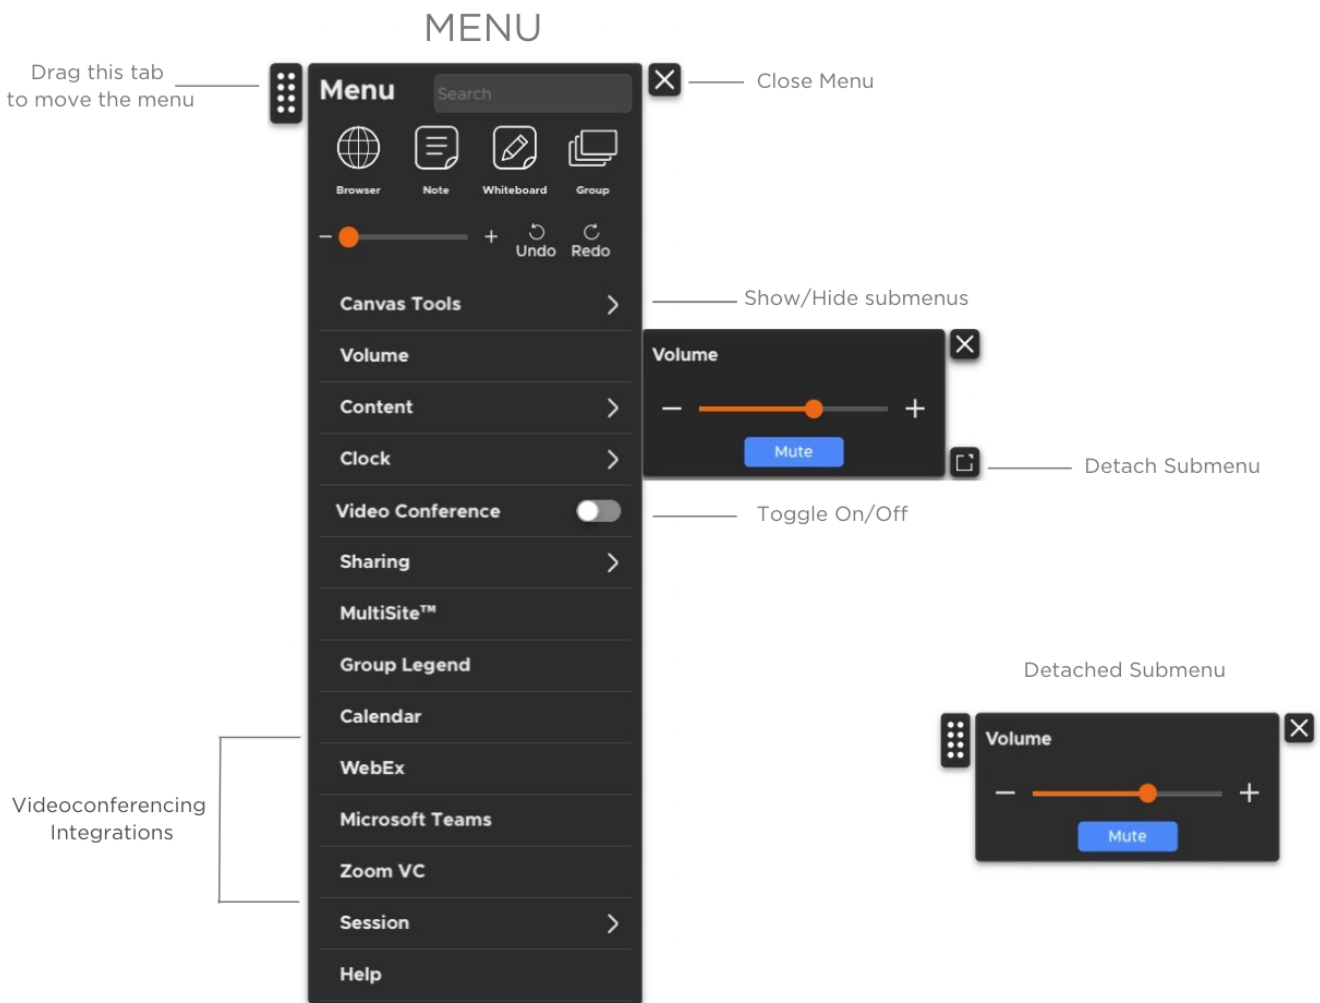 MENU
Drag this tab
to move the menu
Menu
Search
Close Menu
Browser
Note
Whiteboard
Group
Undo
Redo
Canvas Tools
Show/Hide submenus
Volume
Content
Clock
Video Conference
Sharing
MultiSite™
Group Legend
Calendar
WebEx
Microsoft Teams
Zoom VC
Session
Help
Volume
Mute
Detach Submenu
Toggle On/Off
Videoconferencing
Integrations
Detached Submenu
Volume
Mute